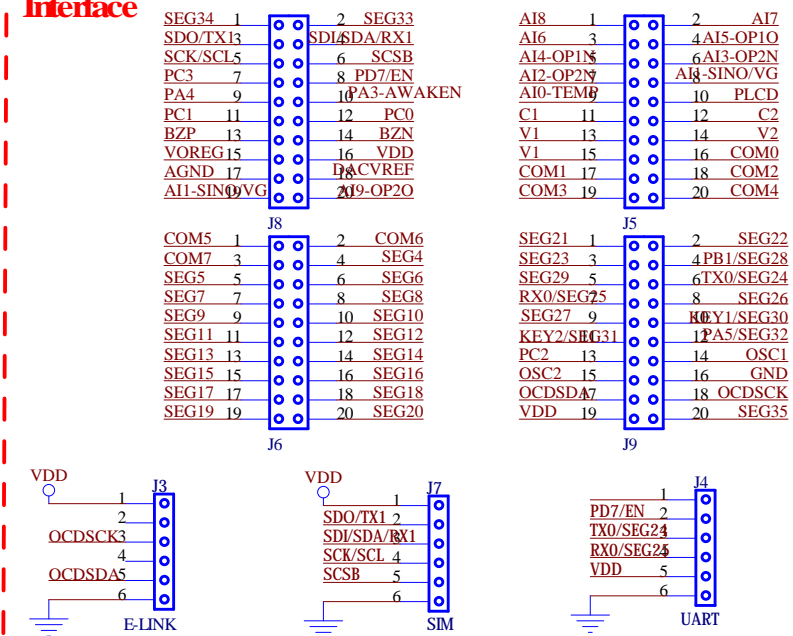 Interface
SEG34 1 2 SEG33
SDO/TX1 3 4 SDI/SDA/RX1
SCK/SCL 5 6 SCSB
PC3 7 8 PD7/EN
PA4 9 10 PA3-AWAKEN
PC1 11 12 PC0
BZP 13 14 BZN
VOREG 15 16 VDD
AGND 17 18 DACVREF
AI1-SINO/VG 19 20 AI9-OP2O
J8
AI8 1 2 AI7
AI6 3 4 AI5-OP1O
AI4-OP1N 5 6 AI3-OP2N
AI2-OP2N 7 8 AI1-SINO/VG
AI0-TEMP 9 10 PLCD
C1 11 12 C2
V1 13 14 V2
V1 15 16 COM0
COM1 17 18 COM2
COM3 19 20 COM4
J5
COM5 1 2 COM6
COM7 3 4 SEG4
SEG5 5 6 SEG6
SEG7 7 8 SEG8
SEG9 9 10 SEG10
SEG11 11 12 SEG12
SEG13 13 14 SEG14
SEG15 15 16 SEG16
SEG17 17 18 SEG18
SEG19 19 20 SEG20
J6
SEG21 1 2 SEG22
SEG23 3 4 PB1/SEG28
SEG29 5 6 TX0/SEG24
RX0/SEG25 7 8 SEG26
SEG27 9 10 KEY1/SEG30
KEY2/SEG31 11 12 PA5/SEG32
PC2 13 14 OSC1
OSC2 15 16 GND
OCDSDA 17 18 OCDSCK
VDD 19 20 SEG35
J9
VDD
J3
1
2
OCDSCK 3
4
OCDSDA 5
6
E-LINK
VDD
J7
1
SDO/TX1 2
SDI/SDA/RX1 3
SCK/SCL 4
SCSB 5
6
SIM
J4
1
PD7/EN 2
TX0/SEG24 3
RX0/SEG25 4
VDD 5
6
UART